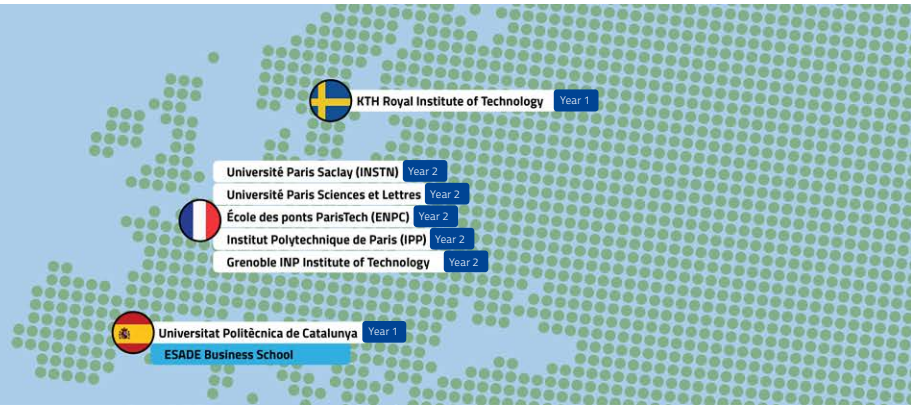 KTH Royal Institute of Technology Year 1
Université Paris Saclay (INSTN) Year 2
Université Paris Sciences et Lettres Year 2
École des ponts ParisTech (ENPC) Year 2
Institut Polytechnique de Paris (IPP) Year 2
Grenoble INP Institute of Technology Year 2
Universitat Politècnica de Catalunya Year 1
ESADE Business School